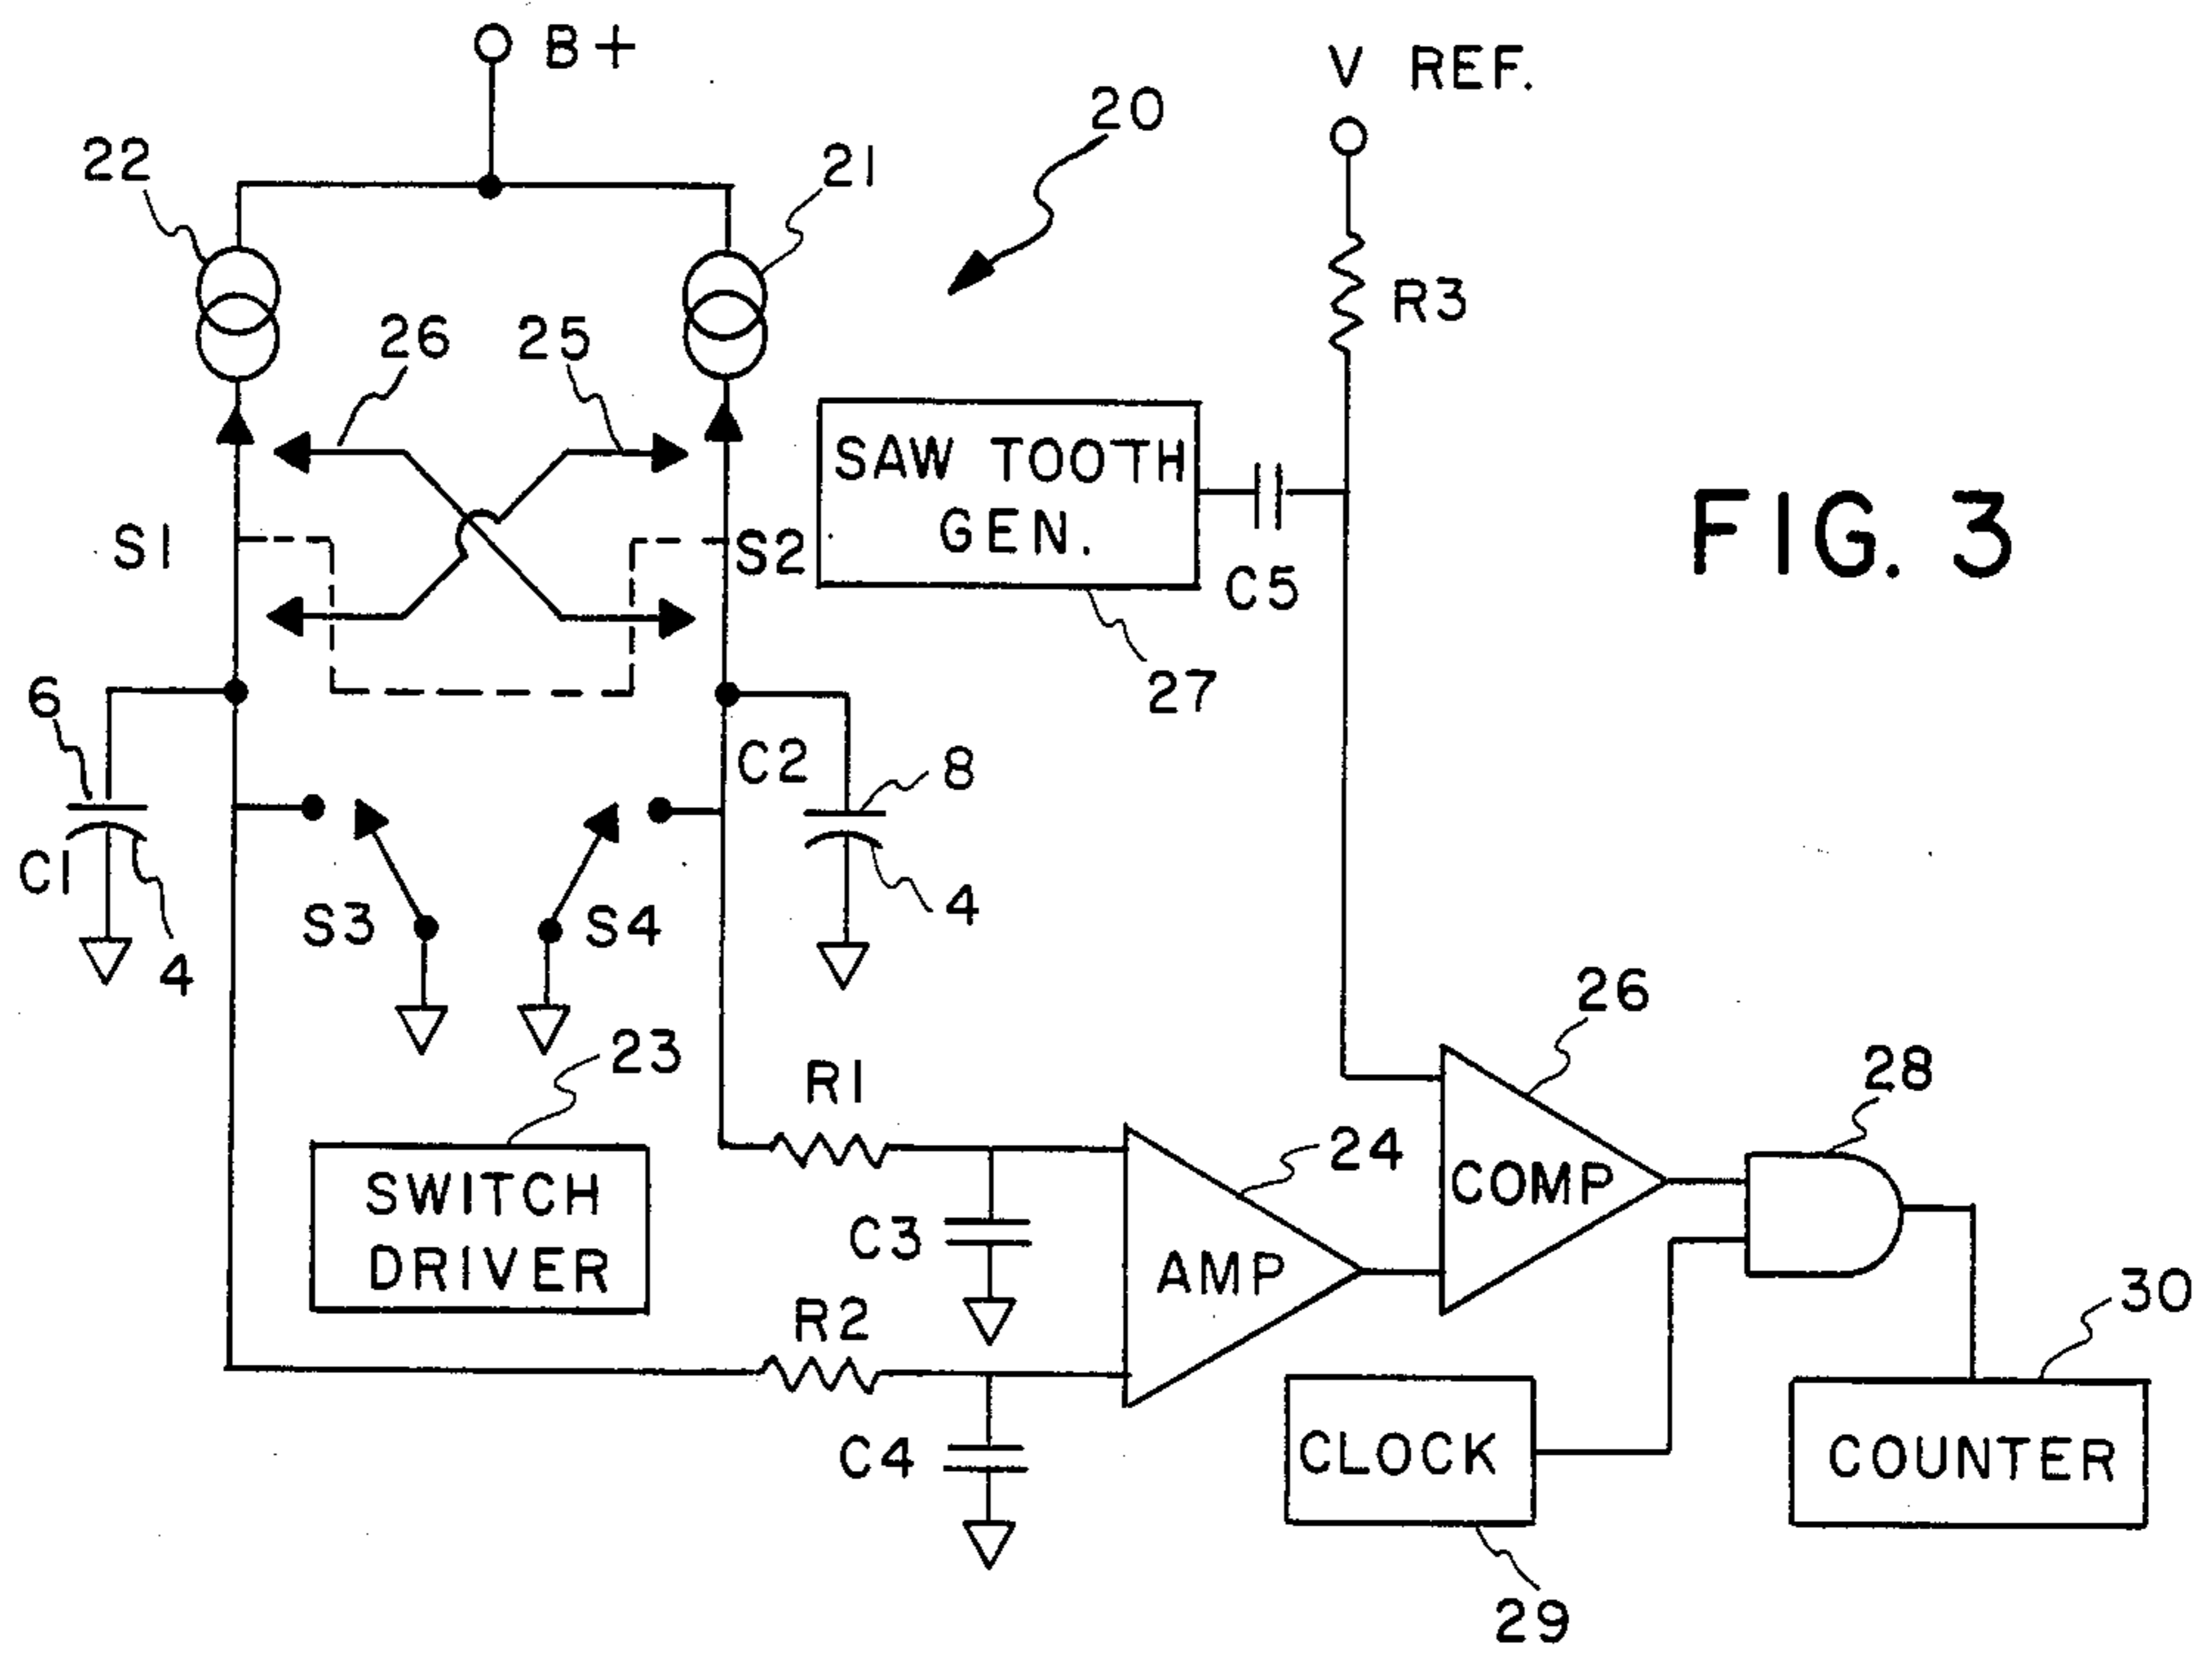 B+
V REF.
20
22
21
26
25
R3
SAW TOOTH
GEN.
FIG. 3
S1
S2
C5
27
6
C2
8
C1
S3
S4
4
4
26
23
R1
28
24
SWITCH
DRIVER
COMP
C3
AMP
R2
30
C4
CLOCK
COUNTER
29